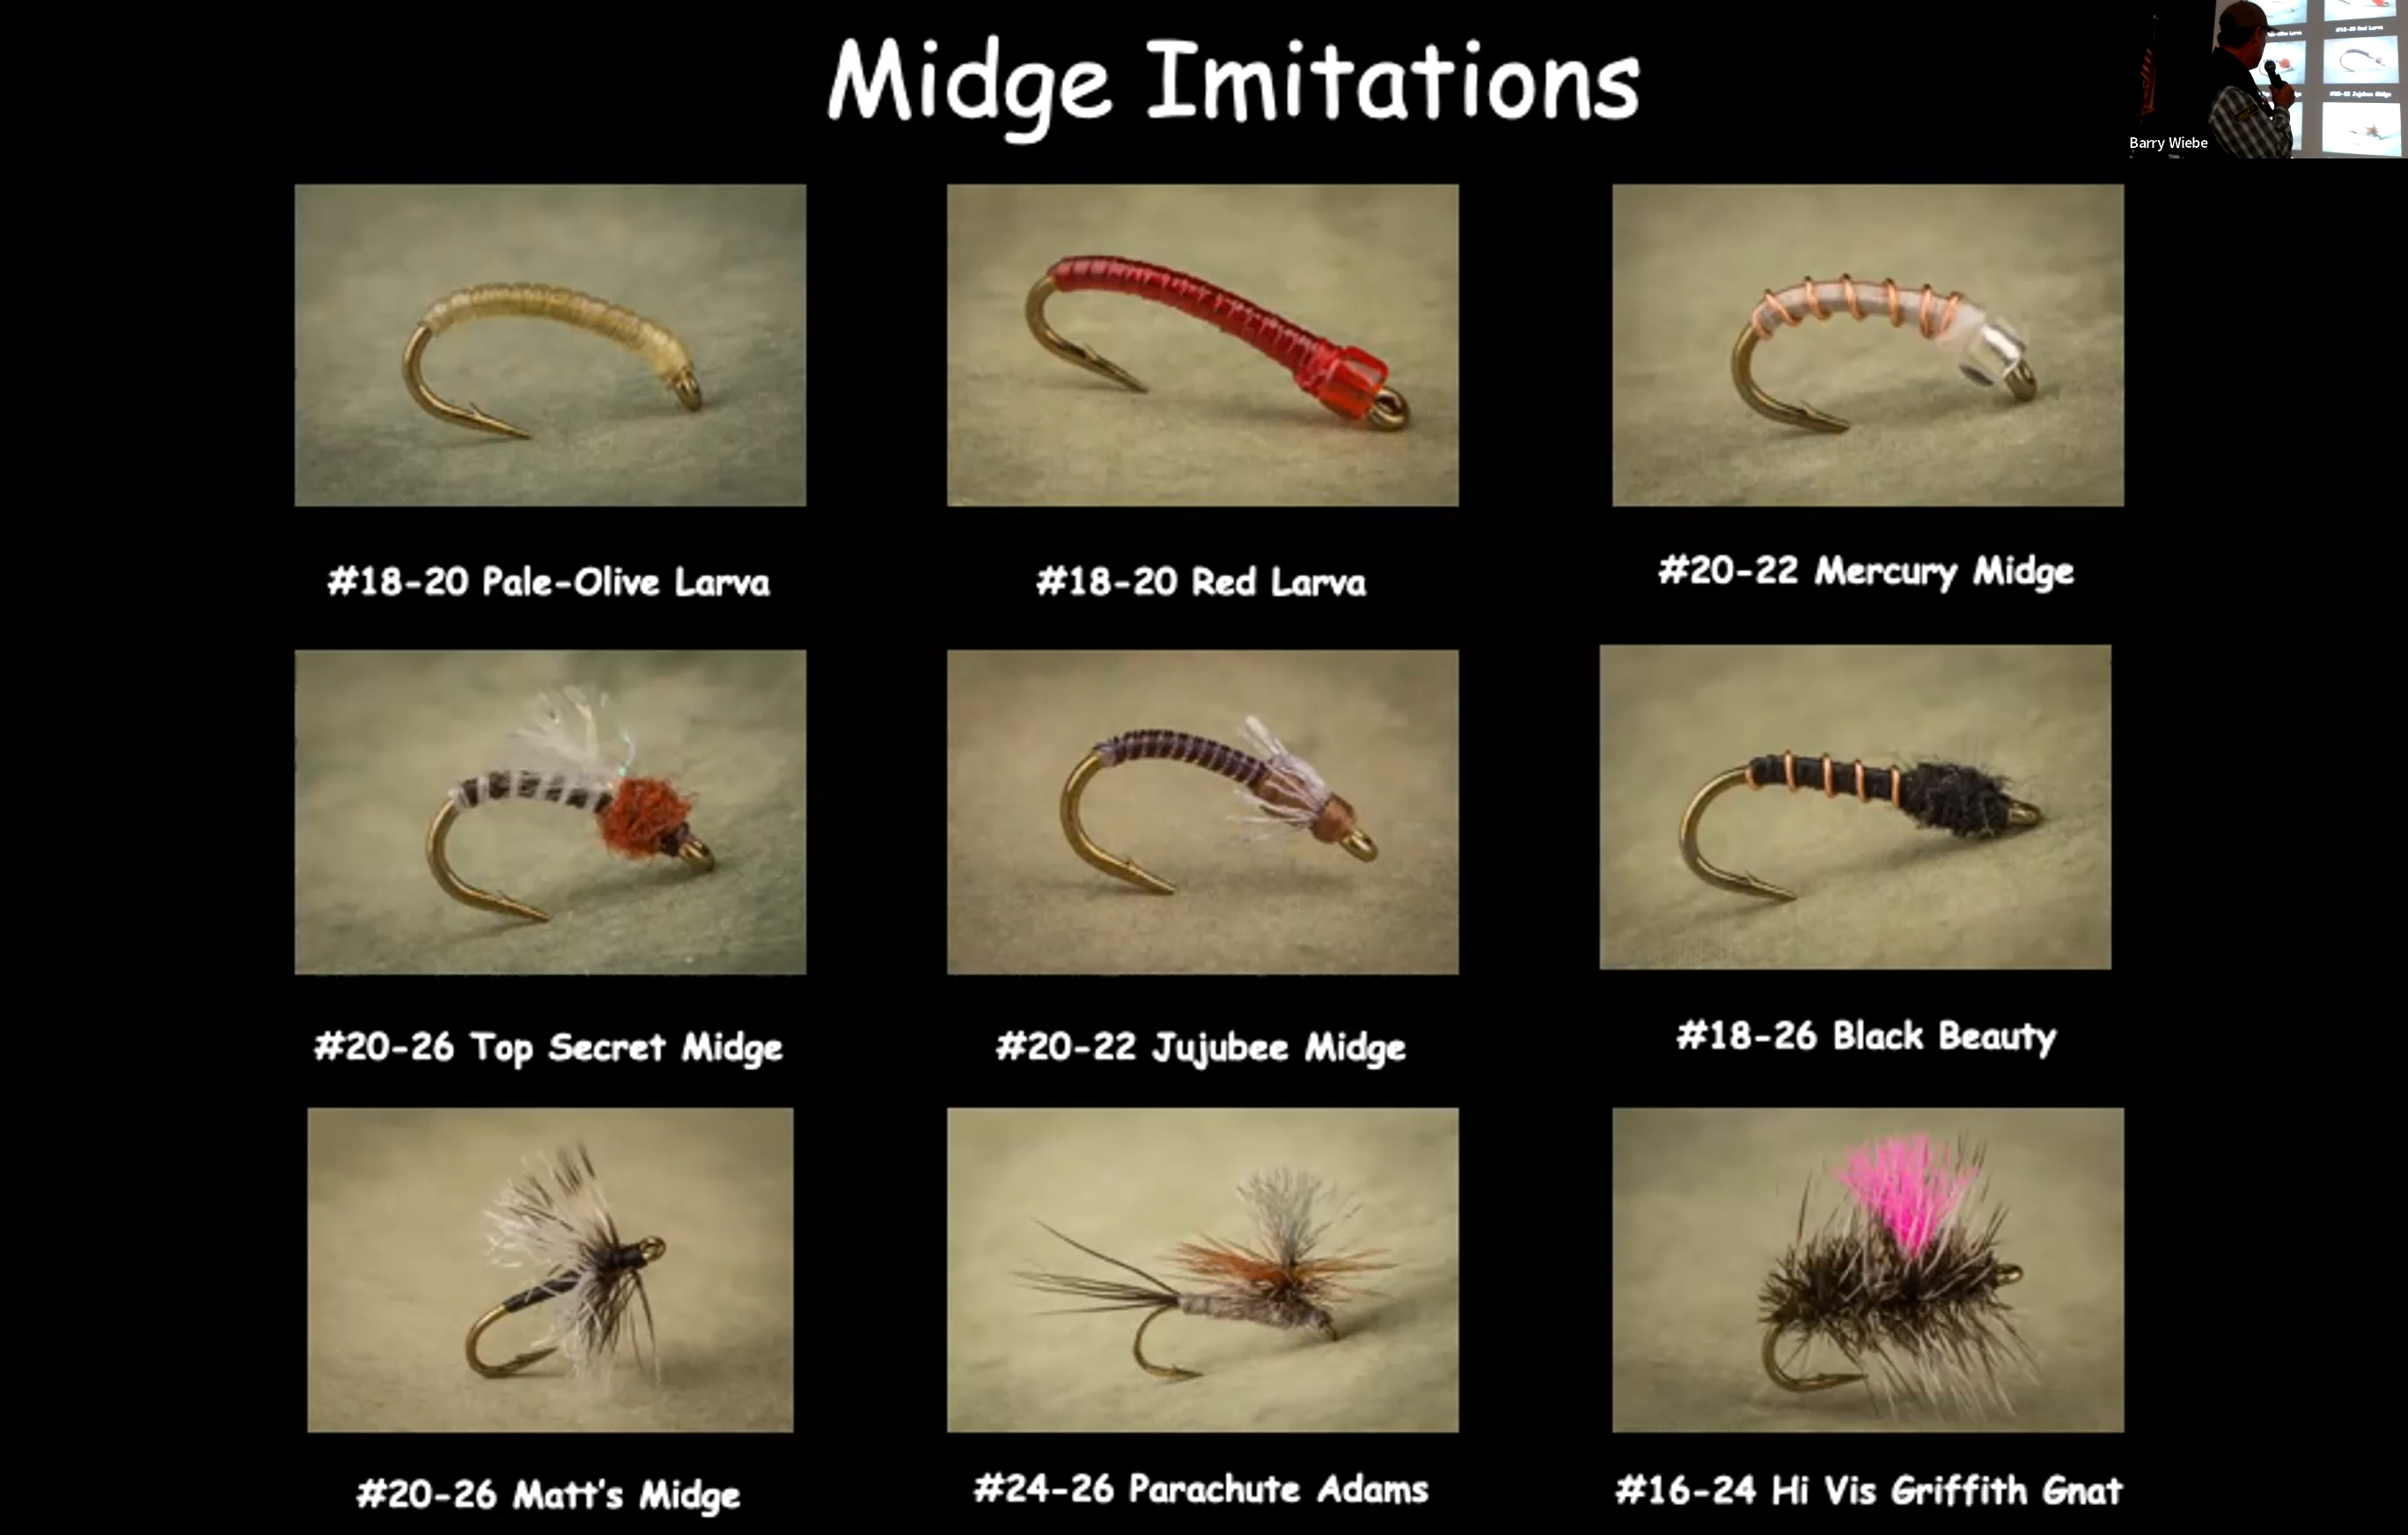 Midge Imitations
Barry Wiebe
#18-20 Pale-Olive Larva
#18-20 Red Larva
#20-22 Mercury Midge
#20-26 Top Secret Midge
#20-22 Jujubee Midge
#18-26 Black Beauty
#20-26 Matt's Midge
#24-26 Parachute Adams
#16-24 Hi Vis Griffith Gnat